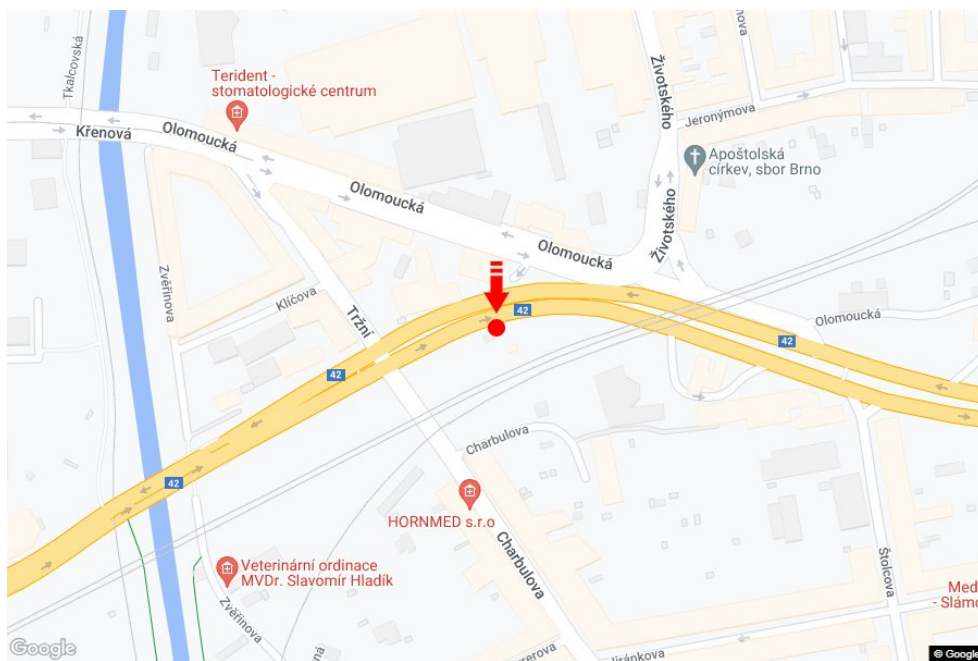 Tkalcovská
Terident -
stomatologické centrum
Křenová
Olomoucká
Olomoucká
Životského
Jeronýmova
Apoštolská
církev, sbor Brno
Životského
Olomoucká
Zvěřinova
Klíčova
Tržní
42
42
42
Olomoucká
Charbulova
42
HORNMED s.r.o
Charbulova
Veterinární ordinace
MVDr. Slavomír Hladík
Zvěřinova
Štolcova
Med
- Slámo
Google
© Google